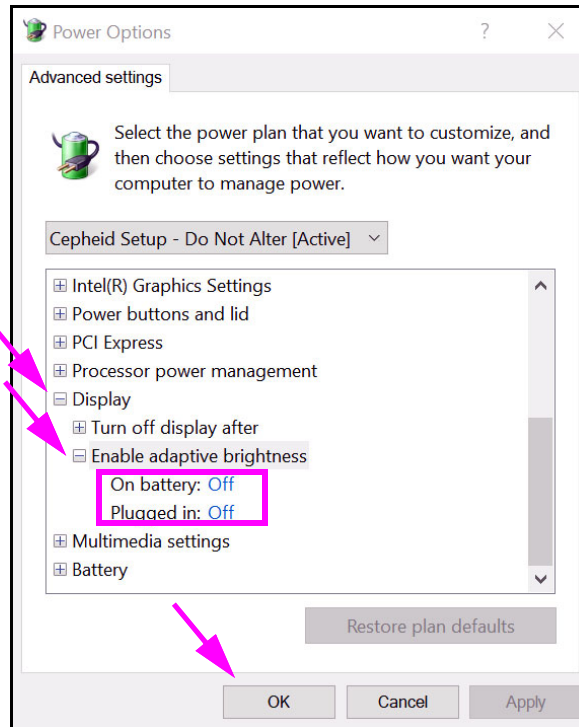 Power Options
?
Advanced settings
Select the power plan that you want to customize, and
then choose settings that reflect how you want your
computer to manage power.
Cepheid Setup - Do Not Alter [Active]
Intel(R) Graphics Settings
Power buttons and lid
PCI Express
Processor power management
Display
Turn off display after
Enable adaptive brightness
On battery: Off
Plugged in: Off
Multimedia settings
Battery
Restore plan defaults
OK Cancel Apply